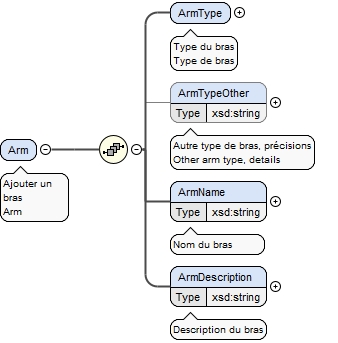 ArmType
Type du bras
Type de bras
ArmTypeOther
Type xsd:string
Autre type de bras, précisions
Other arm type, details
Arm
Ajouter un
bras
Arm
ArmName
Type xsd:string
Nom du bras
ArmDescription
Type xsd:string
Description du bras